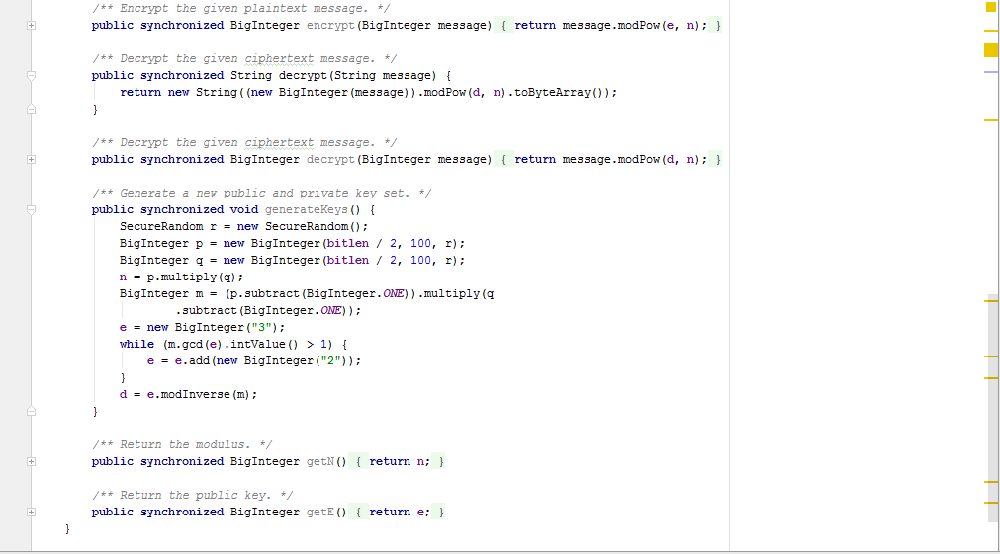 /** Encrypt the given plaintext message. */
public synchronized BigInteger encrypt(BigInteger message) { return message.modPow(e, n); }
/** Decrypt the given ciphertext message. */
public synchronized String decrypt(String message) {
return new String((new BigInteger(message)).modPow(d, n).toByteArray());
}
/** Decrypt the given ciphertext message. */
public synchronized BigInteger decrypt(BigInteger message) { return message.modPow(d, n); }
/** Generate a new public and private key set. */
public synchronized void generateKeys() {
SecureRandom r = new SecureRandom();
BigInteger p = new BigInteger(bitlen / 2, 100, r);
BigInteger q = new BigInteger(bitlen / 2, 100, r);
n = p.multiply(q);
BigInteger m = (p.subtract(BigInteger.ONE)).multiply(q
.subtract(BigInteger.ONE));
e = new BigInteger("3");
while (m.gcd(e).intValue() > 1) {
e = e.add(new BigInteger("2"));
}
d = e.modInverse(m);
}
/** Return the modulus. */
public synchronized BigInteger getN() { return n; }
/** Return the public key. */
public synchronized BigInteger getE() { return e; }
}